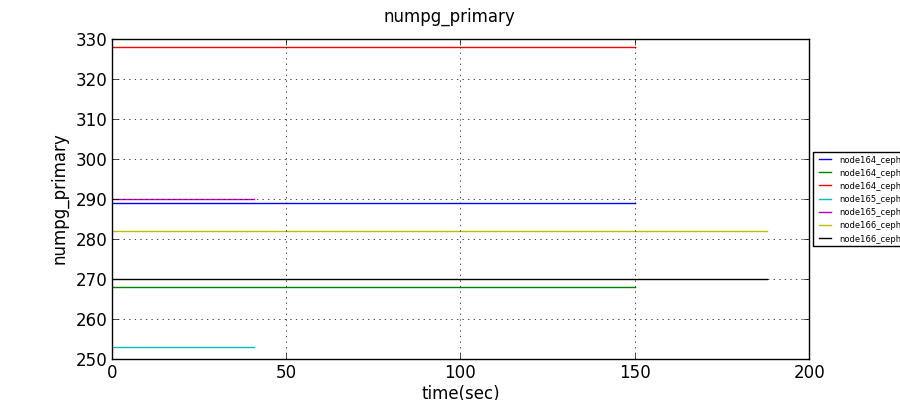 numpg_primary
330
320
310
300
290
280
270
260
250
numpg_primary
0 50 100 150 200
time(sec)
node164_ceph
node164_ceph
node164_ceph
node165_ceph
node165_ceph
node166_ceph
node166_ceph